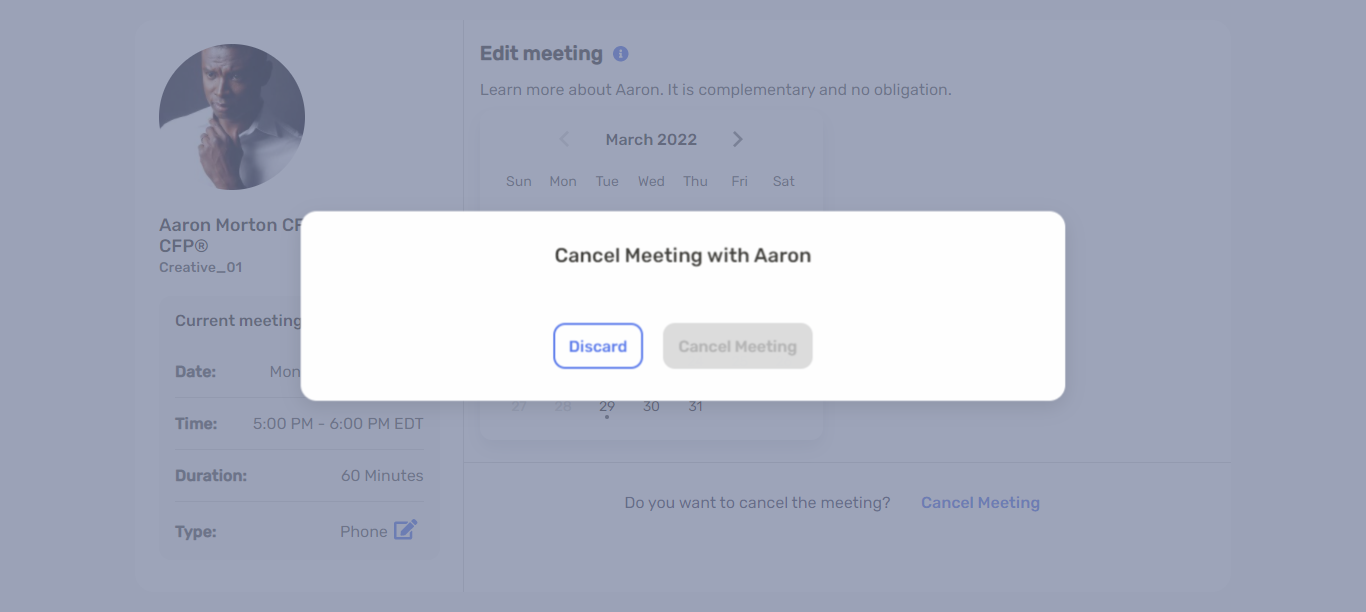 Edit meeting
Learn more about Aaron. It is complementary and no obligation.
March 2022
Sun Mon Tue Wed Thu Fri Sat
Aaron Morton
CFP®
Creative_01
Cancel Meeting with Aaron
Discard Cancel Meeting
Current meeting
Date: Mon
Time: 5:00 PM - 6:00 PM EDT
Duration: 60 Minutes
Type: Phone
27 28 29 30 31
Do you want to cancel the meeting? Cancel Meeting